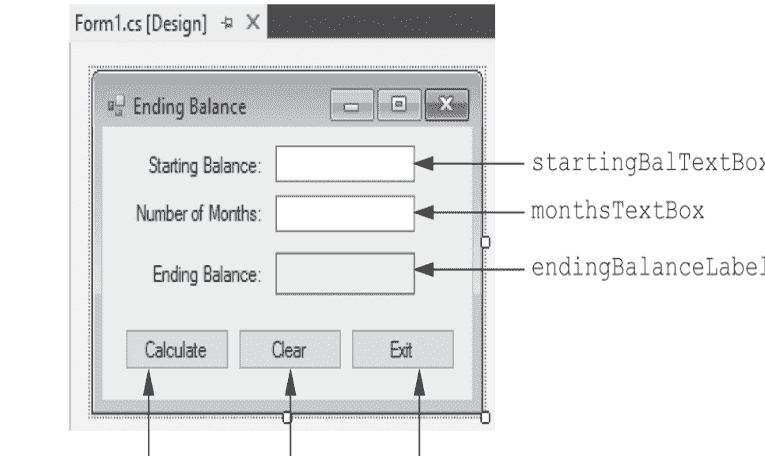 Form1.cs [Design]
Ending Balance
Starting Balance: startingBalTextBox
Number of Months: monthsTextBox
Ending Balance: endingBalanceLabel
Calculate Clear Exit